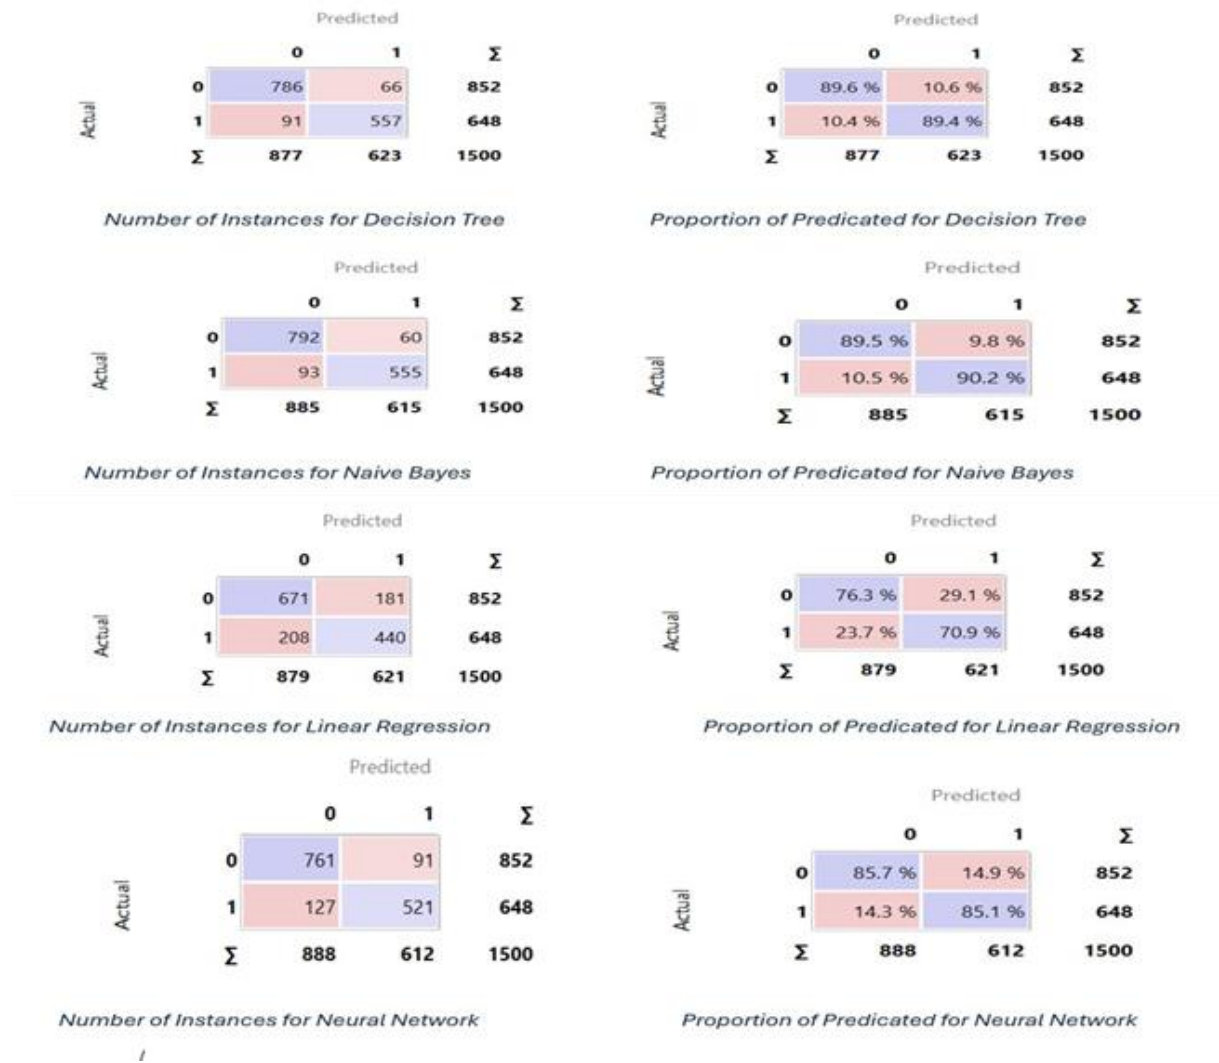 Predicted
0 1 Σ
0 786 66 852
Actual
1 91 557 648
Σ 877 623 1500
Number of Instances for Decision Tree
Predicted
0 1 Σ
0 89.6 % 10.6 % 852
Actual
1 10.4 % 89.4 % 648
Σ 877 623 1500
Proportion of Predicated for Decision Tree
Predicted
0 1 Σ
0 792 60 852
Actual
1 93 555 648
Σ 885 615 1500
Number of Instances for Naive Bayes
Predicted
0 1 Σ
0 89.5 % 9.8 % 852
Actual
1 10.5 % 90.2 % 648
Σ 885 615 1500
Proportion of Predicated for Naive Bayes
Predicted
0 1 Σ
0 671 181 852
Actual
1 208 440 648
Σ 879 621 1500
Number of Instances for Linear Regression
Predicted
0 1 Σ
0 76.3 % 29.1 % 852
Actual
1 23.7 % 70.9 % 648
Σ 879 621 1500
Proportion of Predicated for Linear Regression
Predicted
0 1 Σ
0 761 91 852
Actual
1 127 521 648
Σ 888 612 1500
Number of Instances for Neural Network
Predicted
0 1 Σ
0 85.7 % 14.9 % 852
Actual
1 14.3 % 85.1 % 648
Σ 888 612 1500
Proportion of Predicated for Neural Network